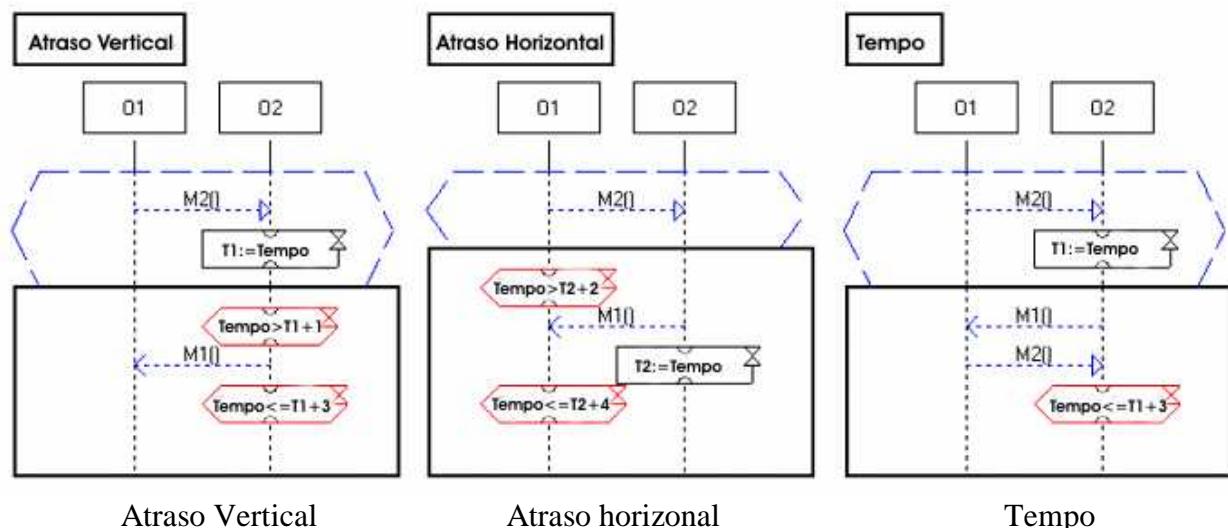 Atraso Vertical
O1
O2
M2()
T1:=Tempo
Tempo>T1+1
M1()
Tempo<=T1+3
Atraso Horizontal
O1
O2
M2()
Tempo>T2+2
M1()
T2:=Tempo
Tempo<=T2+4
Tempo
O1
O2
M2()
T1:=Tempo
M1()
M2()
Tempo<=T1+3
Atraso Vertical
Atraso horizonal
Tempo